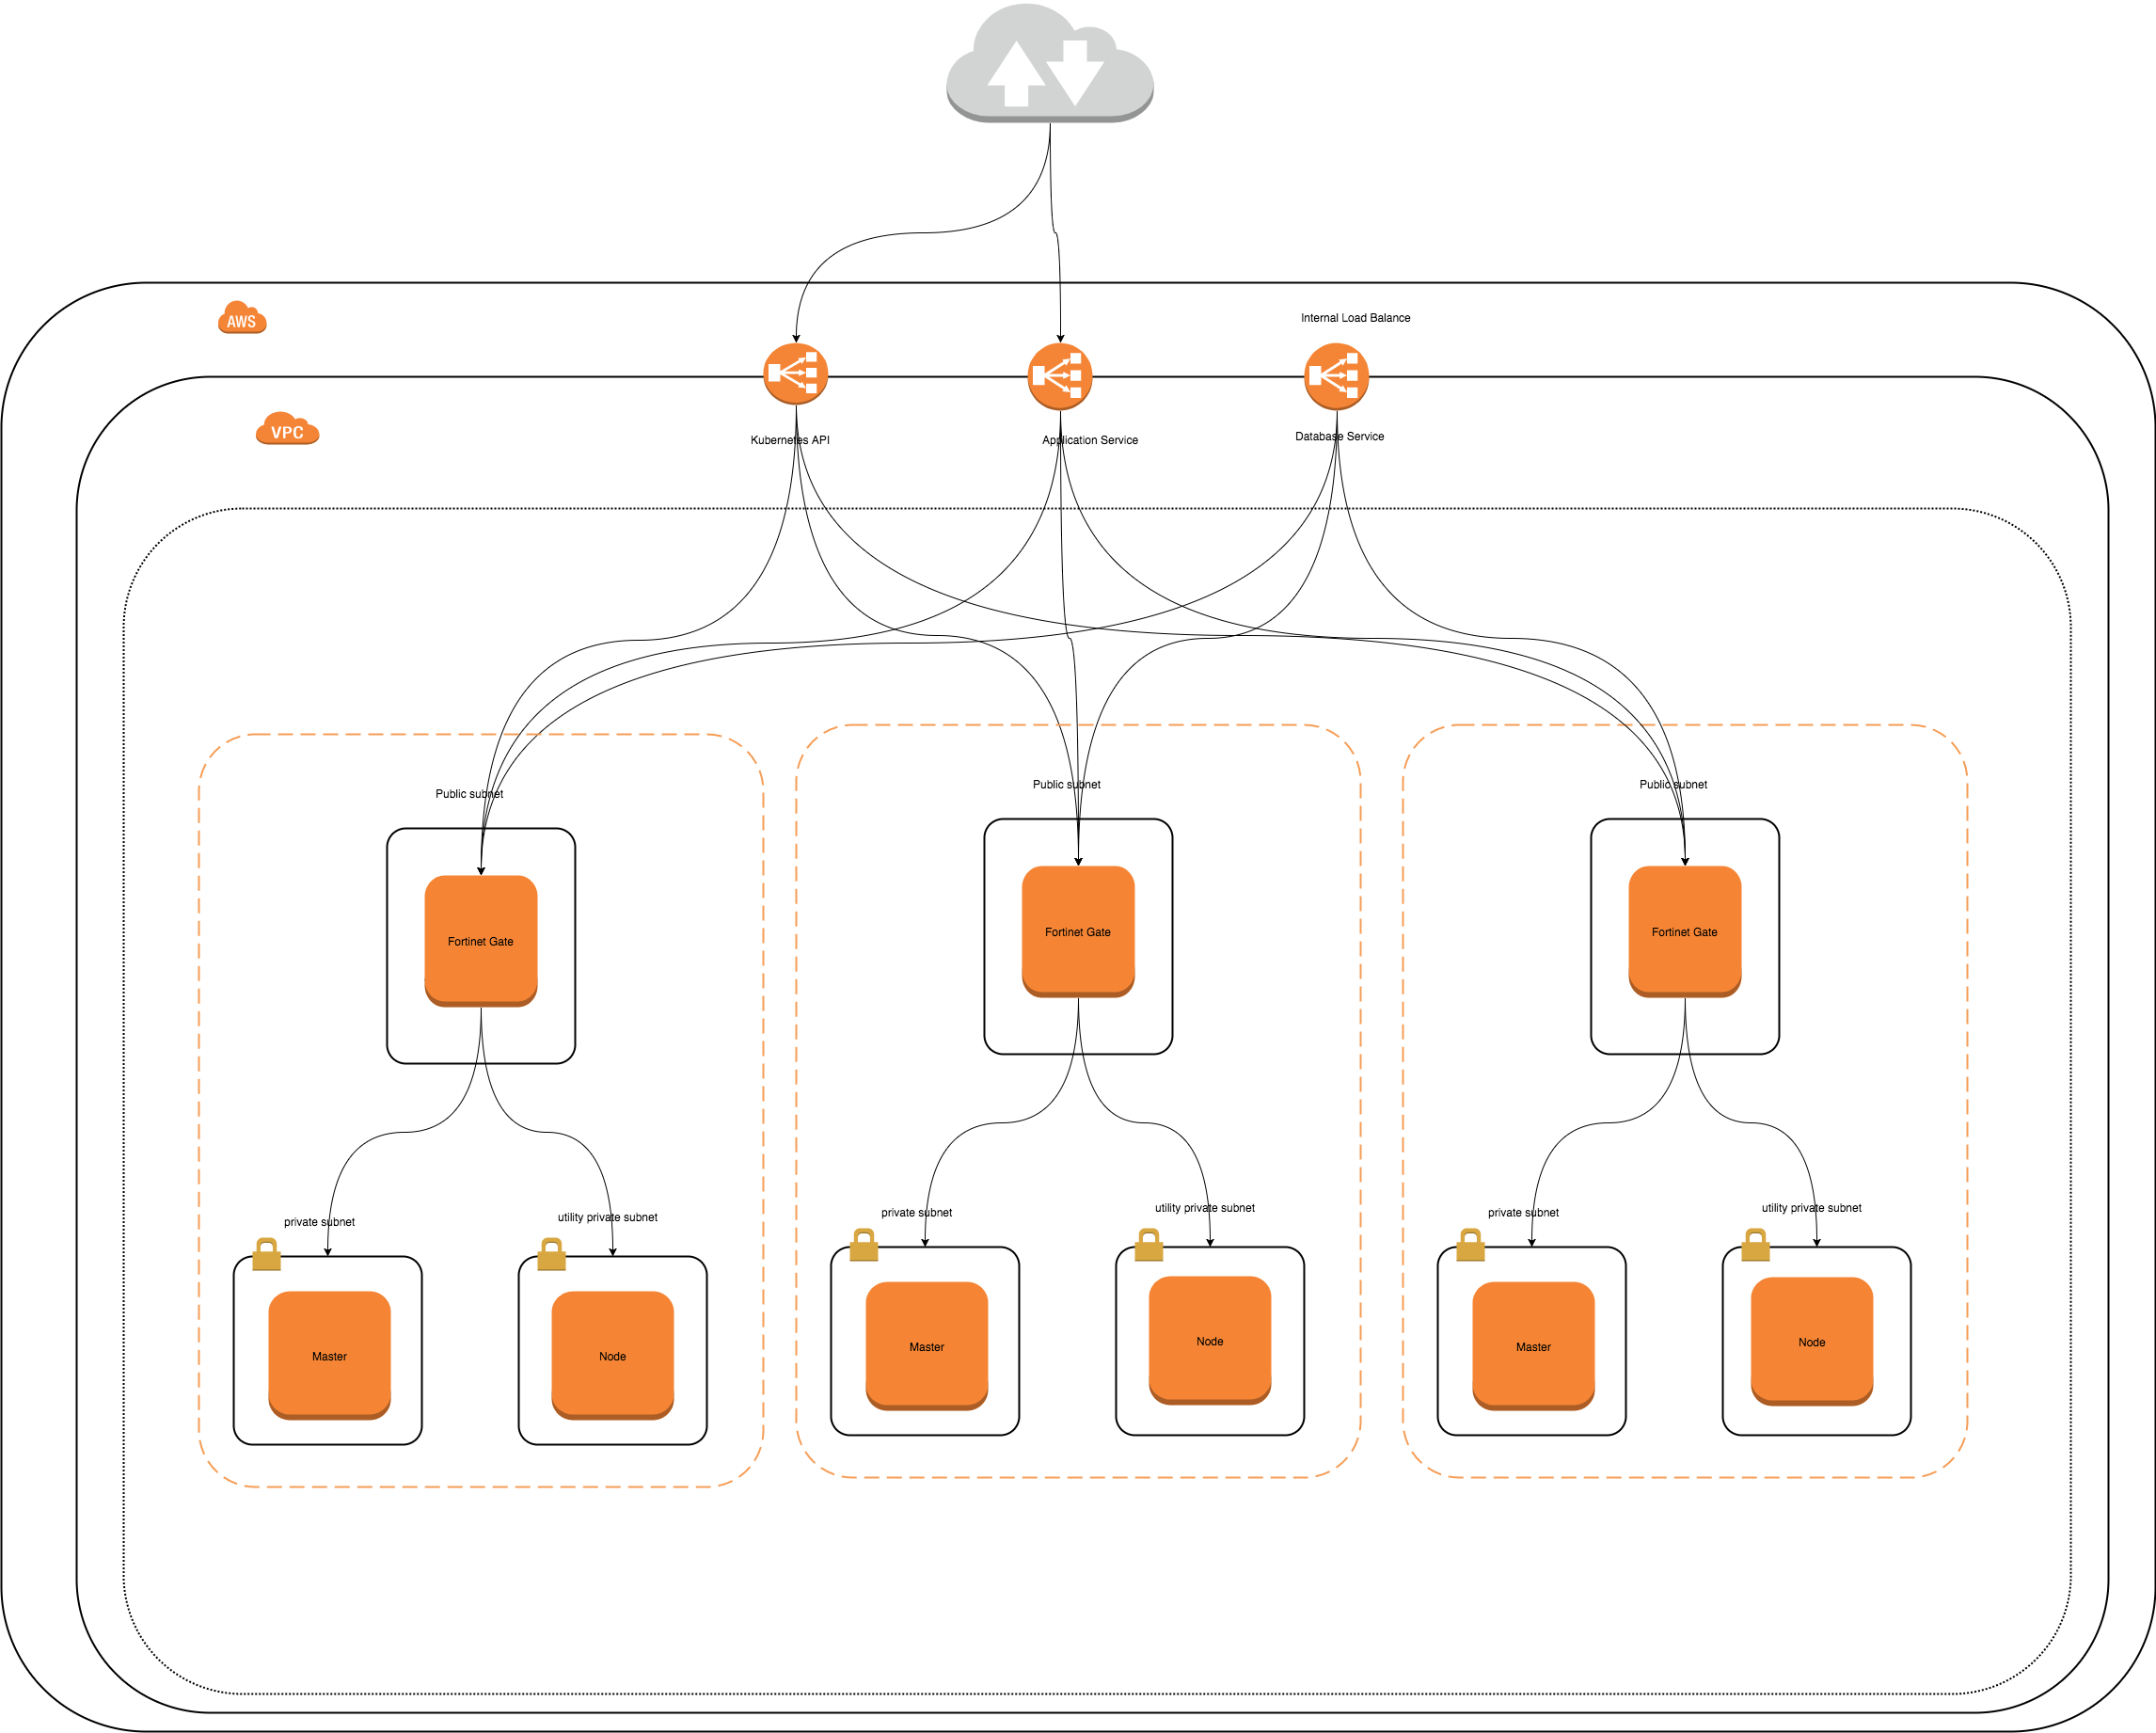 AWS
Internal Load Balance
VPC
Kubernetes API
Application Service
Database Service
Public subnet
Public subnet
Public subnet
Fortinet Gate
Fortinet Gate
Fortinet Gate
private subnet
utility private subnet
private subnet
utility private subnet
private subnet
utility private subnet
Master
Node
Master
Node
Master
Node